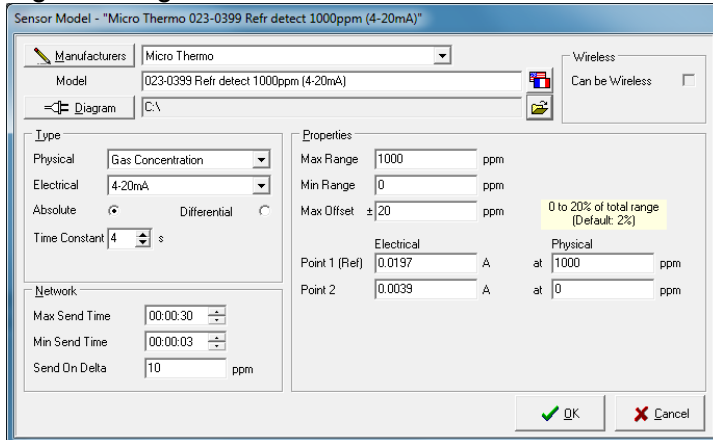 Sensor Model - "Micro Thermo 023-0399 Refr detect 1000ppm (4-20mA)"
Manufacturers Micro Thermo
Wireless
Model 023-0399 Refr detect 1000ppm (4-20mA)
Can be Wireless
Diagram C:\
Type
Physical Gas Concentration
Electrical 4-20mA
Absolute Differential
Time Constant 4 s
Properties
Max Range 1000 ppm
Min Range 0 ppm
Max Offset ± 20 ppm
0 to 20% of total range
(Default: 2%)
Electrical Physical
Point 1 (Ref) 0.0197 A at 1000 ppm
Point 2 0.0039 A at 0 ppm
Network
Max Send Time 00:00:30
Min Send Time 00:00:03
Send On Delta 10 ppm
OK Cancel